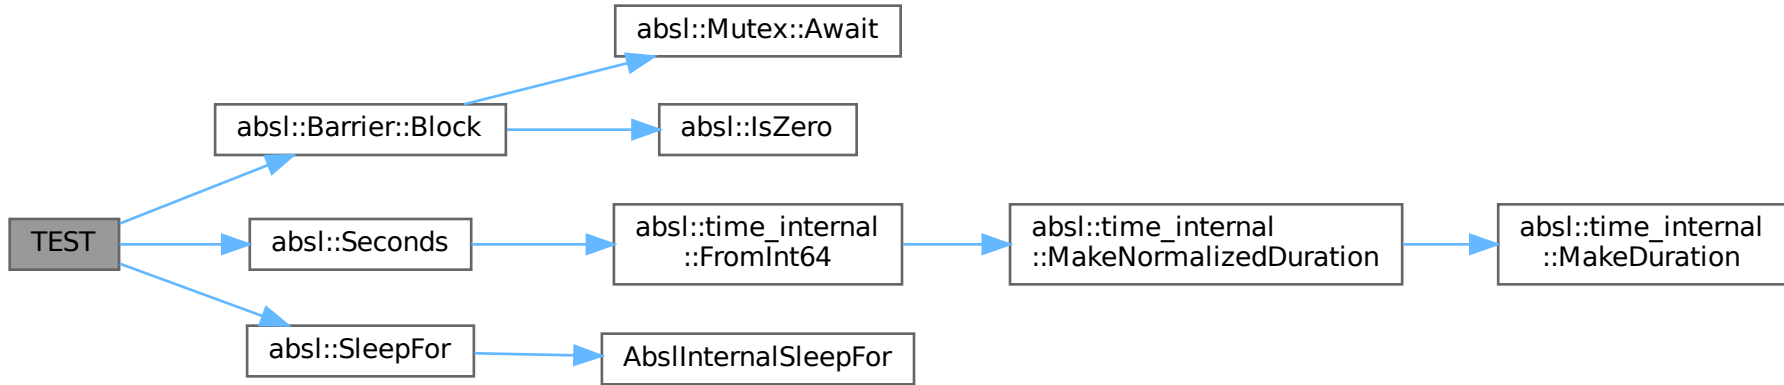 absl::Mutex::Await
absl::Barrier::Block
absl::IsZero
TEST
absl::Seconds
absl::time_internal
::FromInt64
absl::time_internal
::MakeNormalizedDuration
absl::time_internal
::MakeDuration
absl::SleepFor
AbslInternalSleepFor